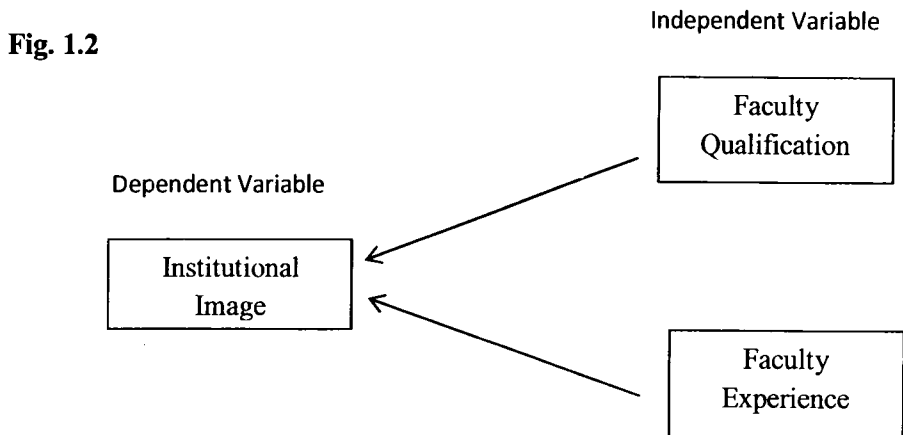 Independent Variable
Fig. 1.2
Faculty
Qualification
Dependent Variable
Institutional
Image
Faculty
Experience